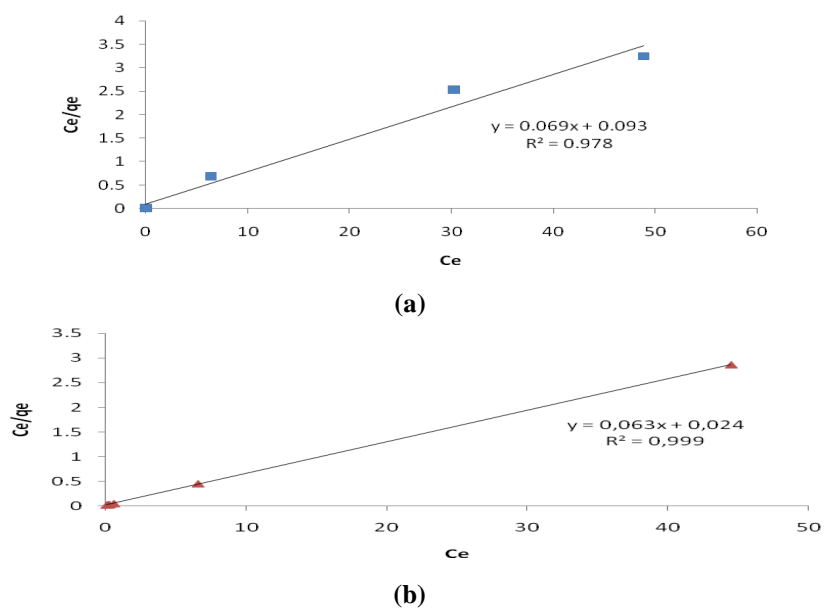 4
3.5
3
2.5
2
1.5
1
0.5
0
Ce/qe
y = 0.069x + 0.093
R² = 0.978
0 10 20 30 40 50 60
Ce
(a)
3.5
3
2.5
2
1.5
1
0.5
0
Ce/qe
y = 0,063x + 0,024
R² = 0,999
0 10 20 30 40 50
Ce
(b)